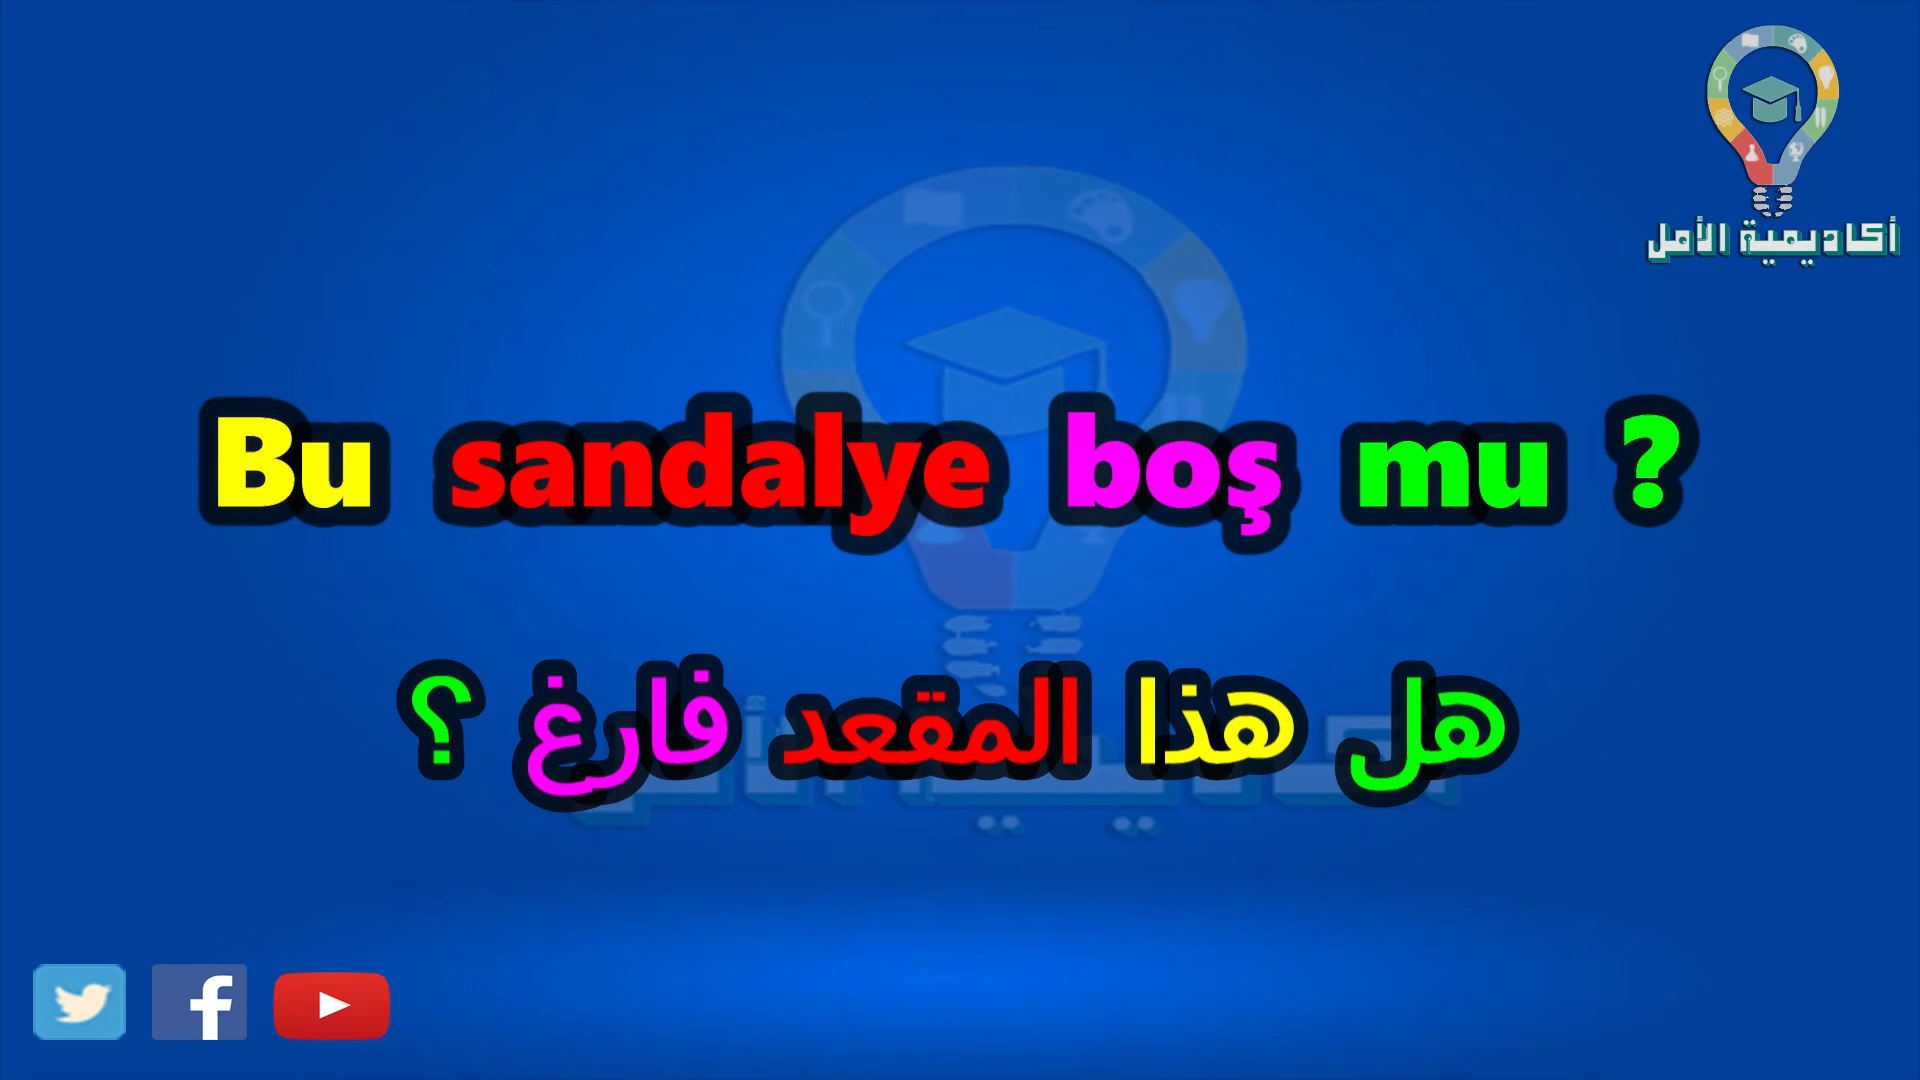 أكاديمية الأمل
Bu sandalye boş mu ?
هل هذا المقعد فارغ ؟